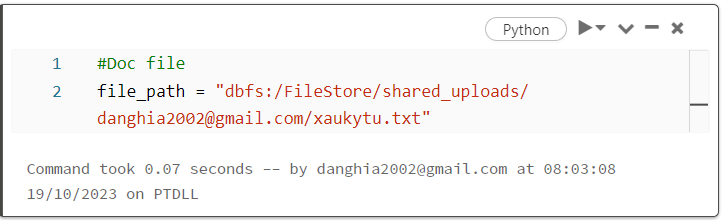 Python
1 #Doc file
2 file_path = "dbfs:/FileStore/shared_uploads/
danghia2002@gmail.com/xaukytu.txt"
Command took 0.07 seconds -- by danghia2002@gmail.com at 08:03:08
19/10/2023 on PTDLL